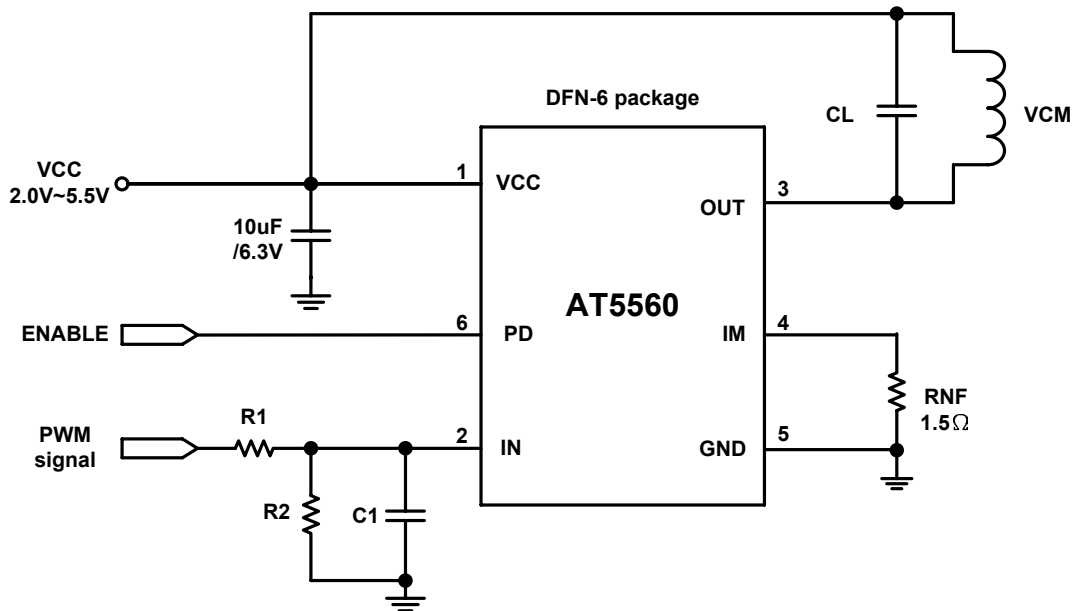 DFN-6 package
CL
VCM
VCC
2.0V~5.5V
1
VCC
3
OUT
10uF
/6.3V
AT5560
ENABLE
6
PD
4
IM
RNF
1.5Ω
R1
PWM
signal
2
IN
5
GND
R2
C1